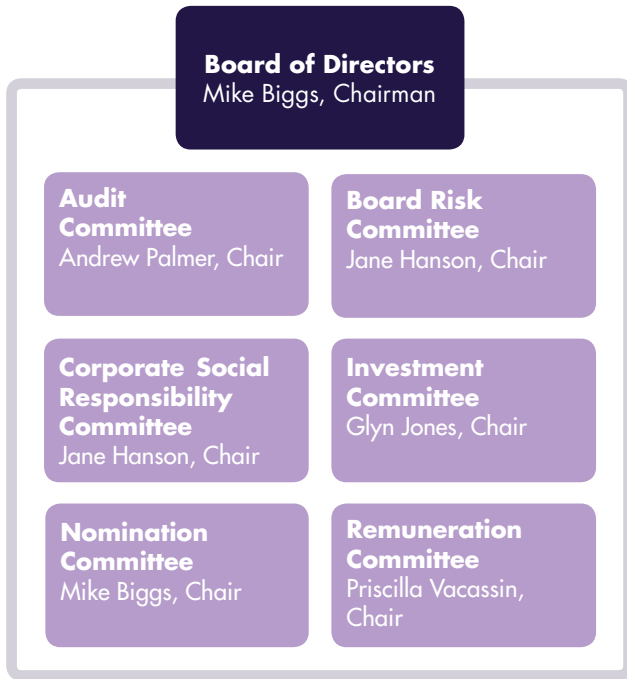 Board of Directors
Mike Biggs, Chairman
Audit
Committee
Andrew Palmer, Chair
Board Risk
Committee
Jane Hanson, Chair
Corporate Social
Responsibility
Committee
Jane Hanson, Chair
Investment
Committee
Glyn Jones, Chair
Nomination
Committee
Mike Biggs, Chair
Remuneration
Committee
Priscilla Vacassin,
Chair